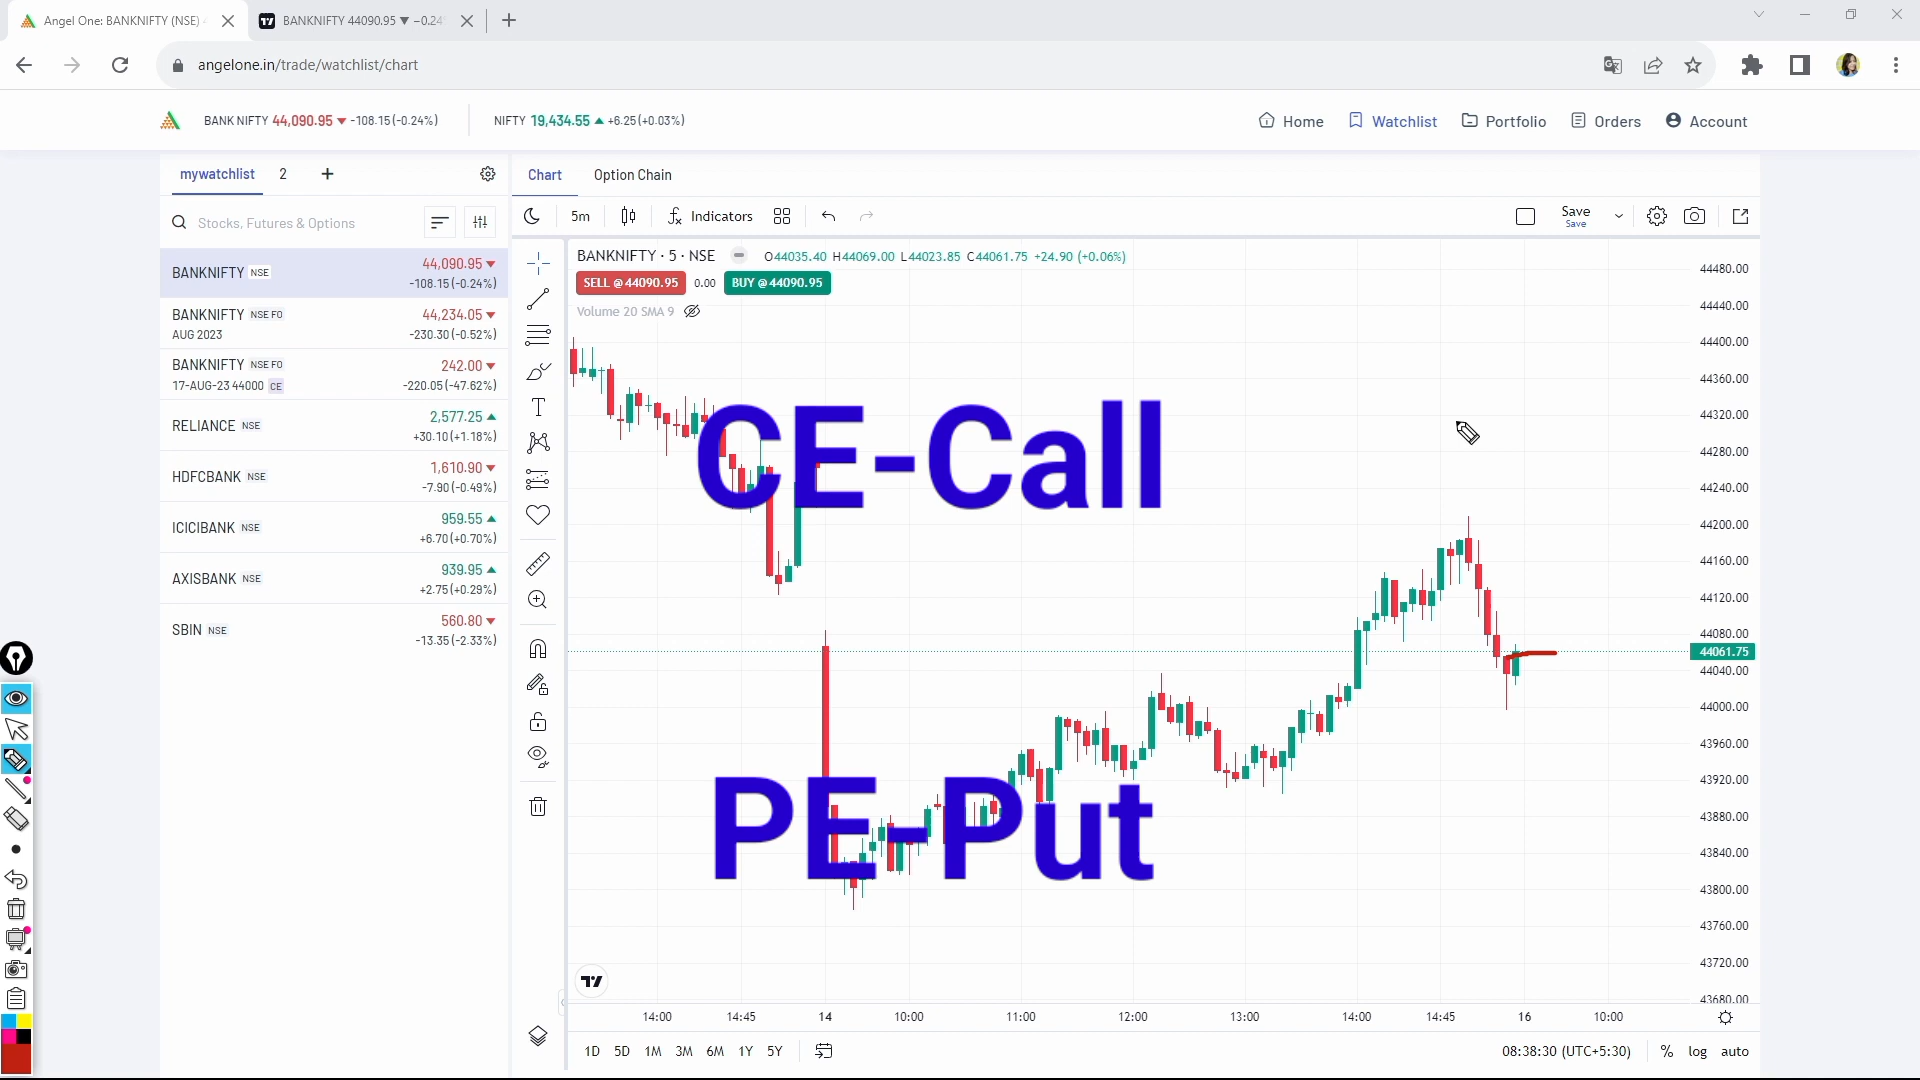 Angel One: BANKNIFTY (NSE)
BANKNIFTY 44090.95 ▼ −0.24
angelone.in/trade/watchlist/chart
BANK NIFTY 44,090.95 ▼ -108.15(-0.24%)
NIFTY 19,434.55 ▲ +6.25(+0.03%)
Home
Watchlist
Portfolio
Orders
Account
mywatchlist
2
Chart
Option Chain
Stocks, Futures & Options
5m
Indicators
Save
Save
BANKNIFTY NSE
44,090.95 ▼
-108.15(-0.24%)
BANKNIFTY NSE FO
44,234.05 ▼
AUG 2023
-230.30(-0.52%)
BANKNIFTY NSE FO
242.00 ▼
17-AUG-23 44000 CE
-220.05(-47.62%)
RELIANCE NSE
2,577.25 ▲
+30.10(+1.18%)
HDFCBANK NSE
1,610.90 ▼
-7.90(-0.49%)
ICICIBANK NSE
959.55 ▲
+6.70(+0.70%)
AXISBANK NSE
939.95 ▲
+2.75(+0.29%)
SBIN NSE
560.80 ▼
-13.35(-2.33%)
BANKNIFTY · 5 · NSE
O44035.40 H44069.00 L44023.85 C44061.75 +24.90 (+0.06%)
SELL @ 44090.95
0.00
BUY @ 44090.95
Volume 20 SMA 9
CE-Call
PE-Put
44480.00
44440.00
44400.00
44360.00
44320.00
44280.00
44240.00
44200.00
44160.00
44120.00
44080.00
44061.75
44040.00
44000.00
43960.00
43920.00
43880.00
43840.00
43800.00
43760.00
43720.00
43680.00
14:00
14:45
14
10:00
11:00
12:00
13:00
14:00
14:45
16
10:00
1D
5D
1M
3M
6M
1Y
5Y
08:38:30 (UTC+5:30)
%
log
auto